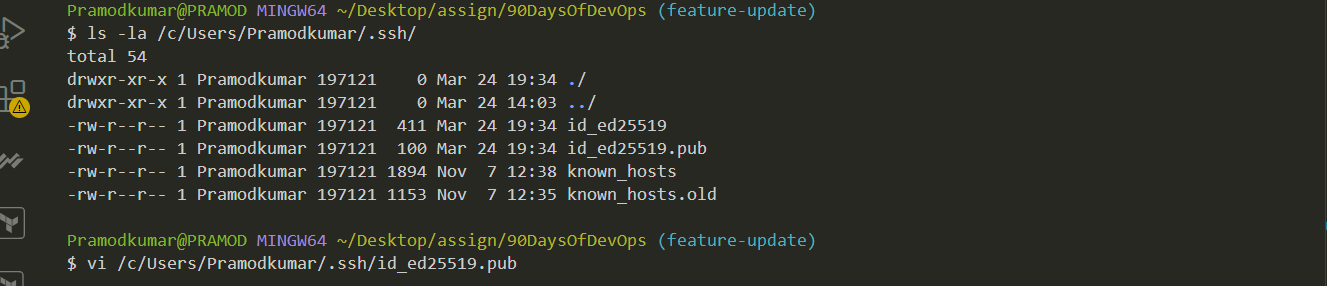 Pramodkumar@PRAMOD MINGW64 ~/Desktop/assign/90DaysOfDevOps (feature-update)
$ ls -la /c/Users/Pramodkumar/.ssh/
total 54
drwxr-xr-x 1 Pramodkumar 197121    0 Mar 24 19:34 ./
drwxr-xr-x 1 Pramodkumar 197121    0 Mar 24 14:03 ../
-rw-r--r-- 1 Pramodkumar 197121  411 Mar 24 19:34 id_ed25519
-rw-r--r-- 1 Pramodkumar 197121  100 Mar 24 19:34 id_ed25519.pub
-rw-r--r-- 1 Pramodkumar 197121 1894 Nov  7 12:38 known_hosts
-rw-r--r-- 1 Pramodkumar 197121 1153 Nov  7 12:35 known_hosts.old
Pramodkumar@PRAMOD MINGW64 ~/Desktop/assign/90DaysOfDevOps (feature-update)
$ vi /c/Users/Pramodkumar/.ssh/id_ed25519.pub